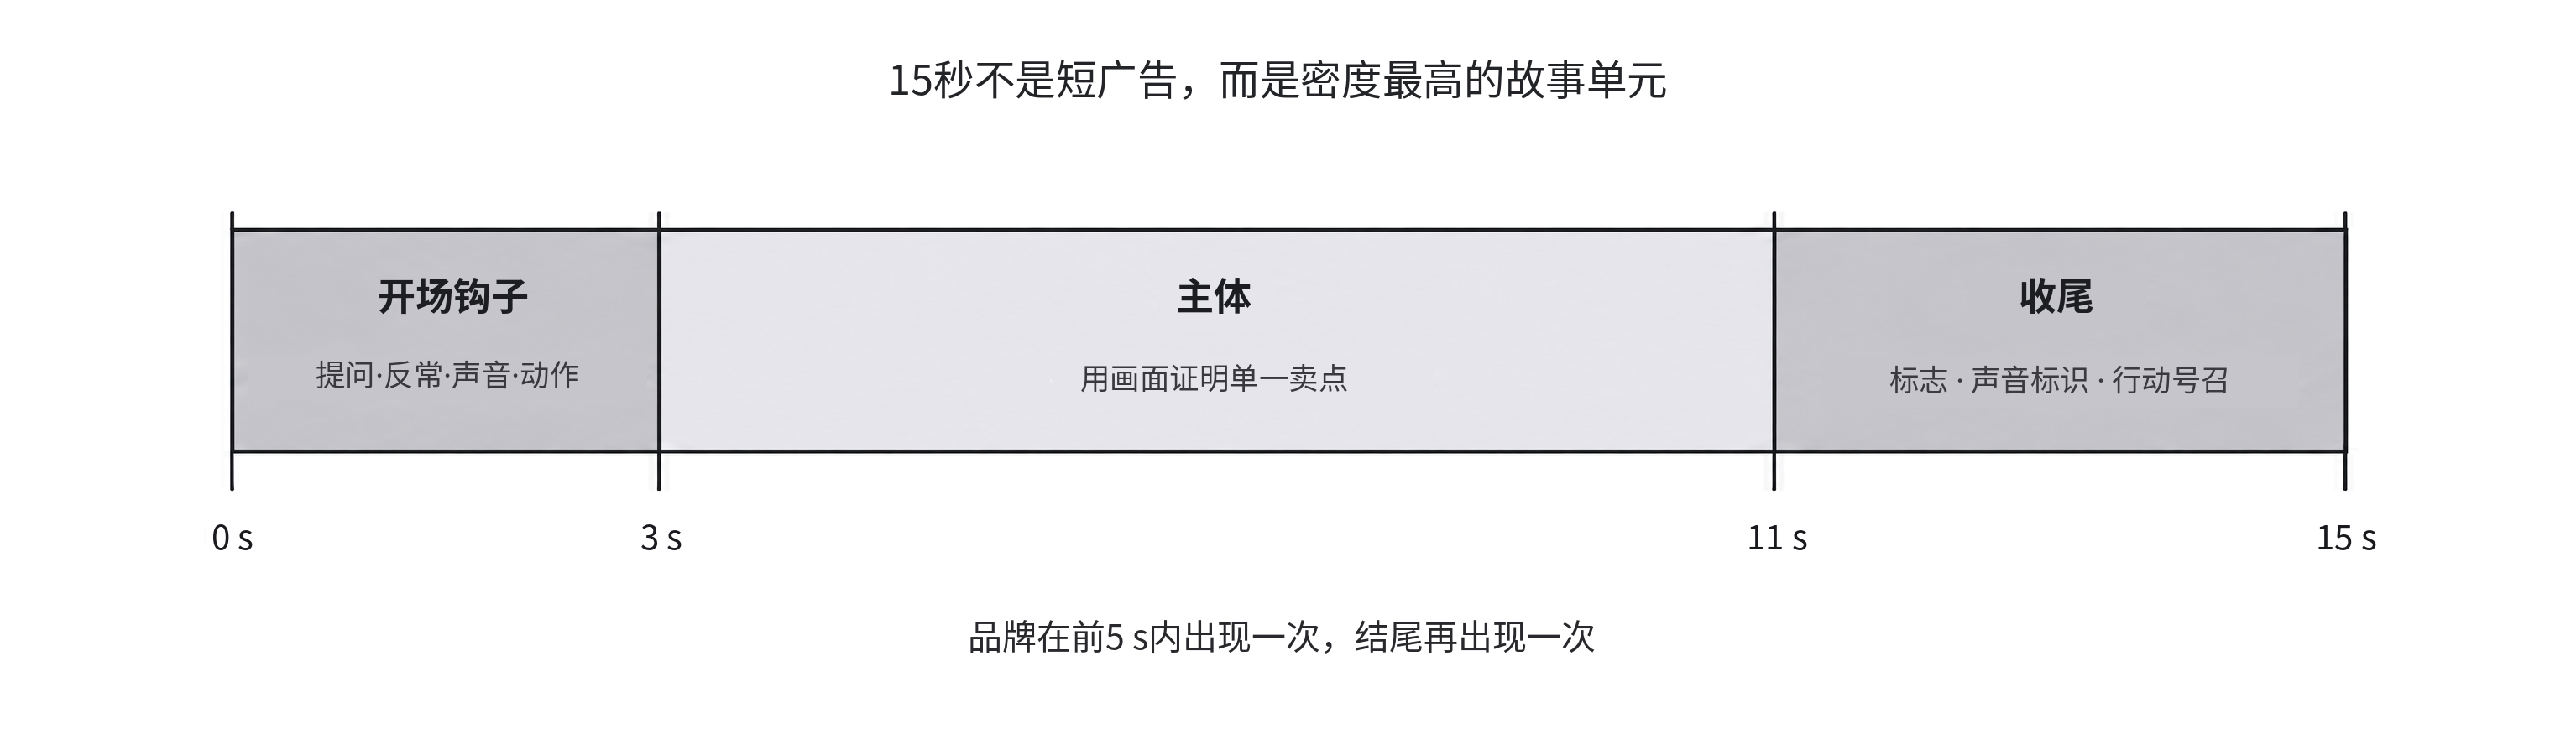 15秒不是短广告，而是密度最高的故事单元
开场钩子
提问·反常·声音·动作
主体
用画面证明单一卖点
收尾
标志 · 声音标识 · 行动号召
0 s
3 s
11 s
15 s
品牌在前5 s内出现一次，结尾再出现一次